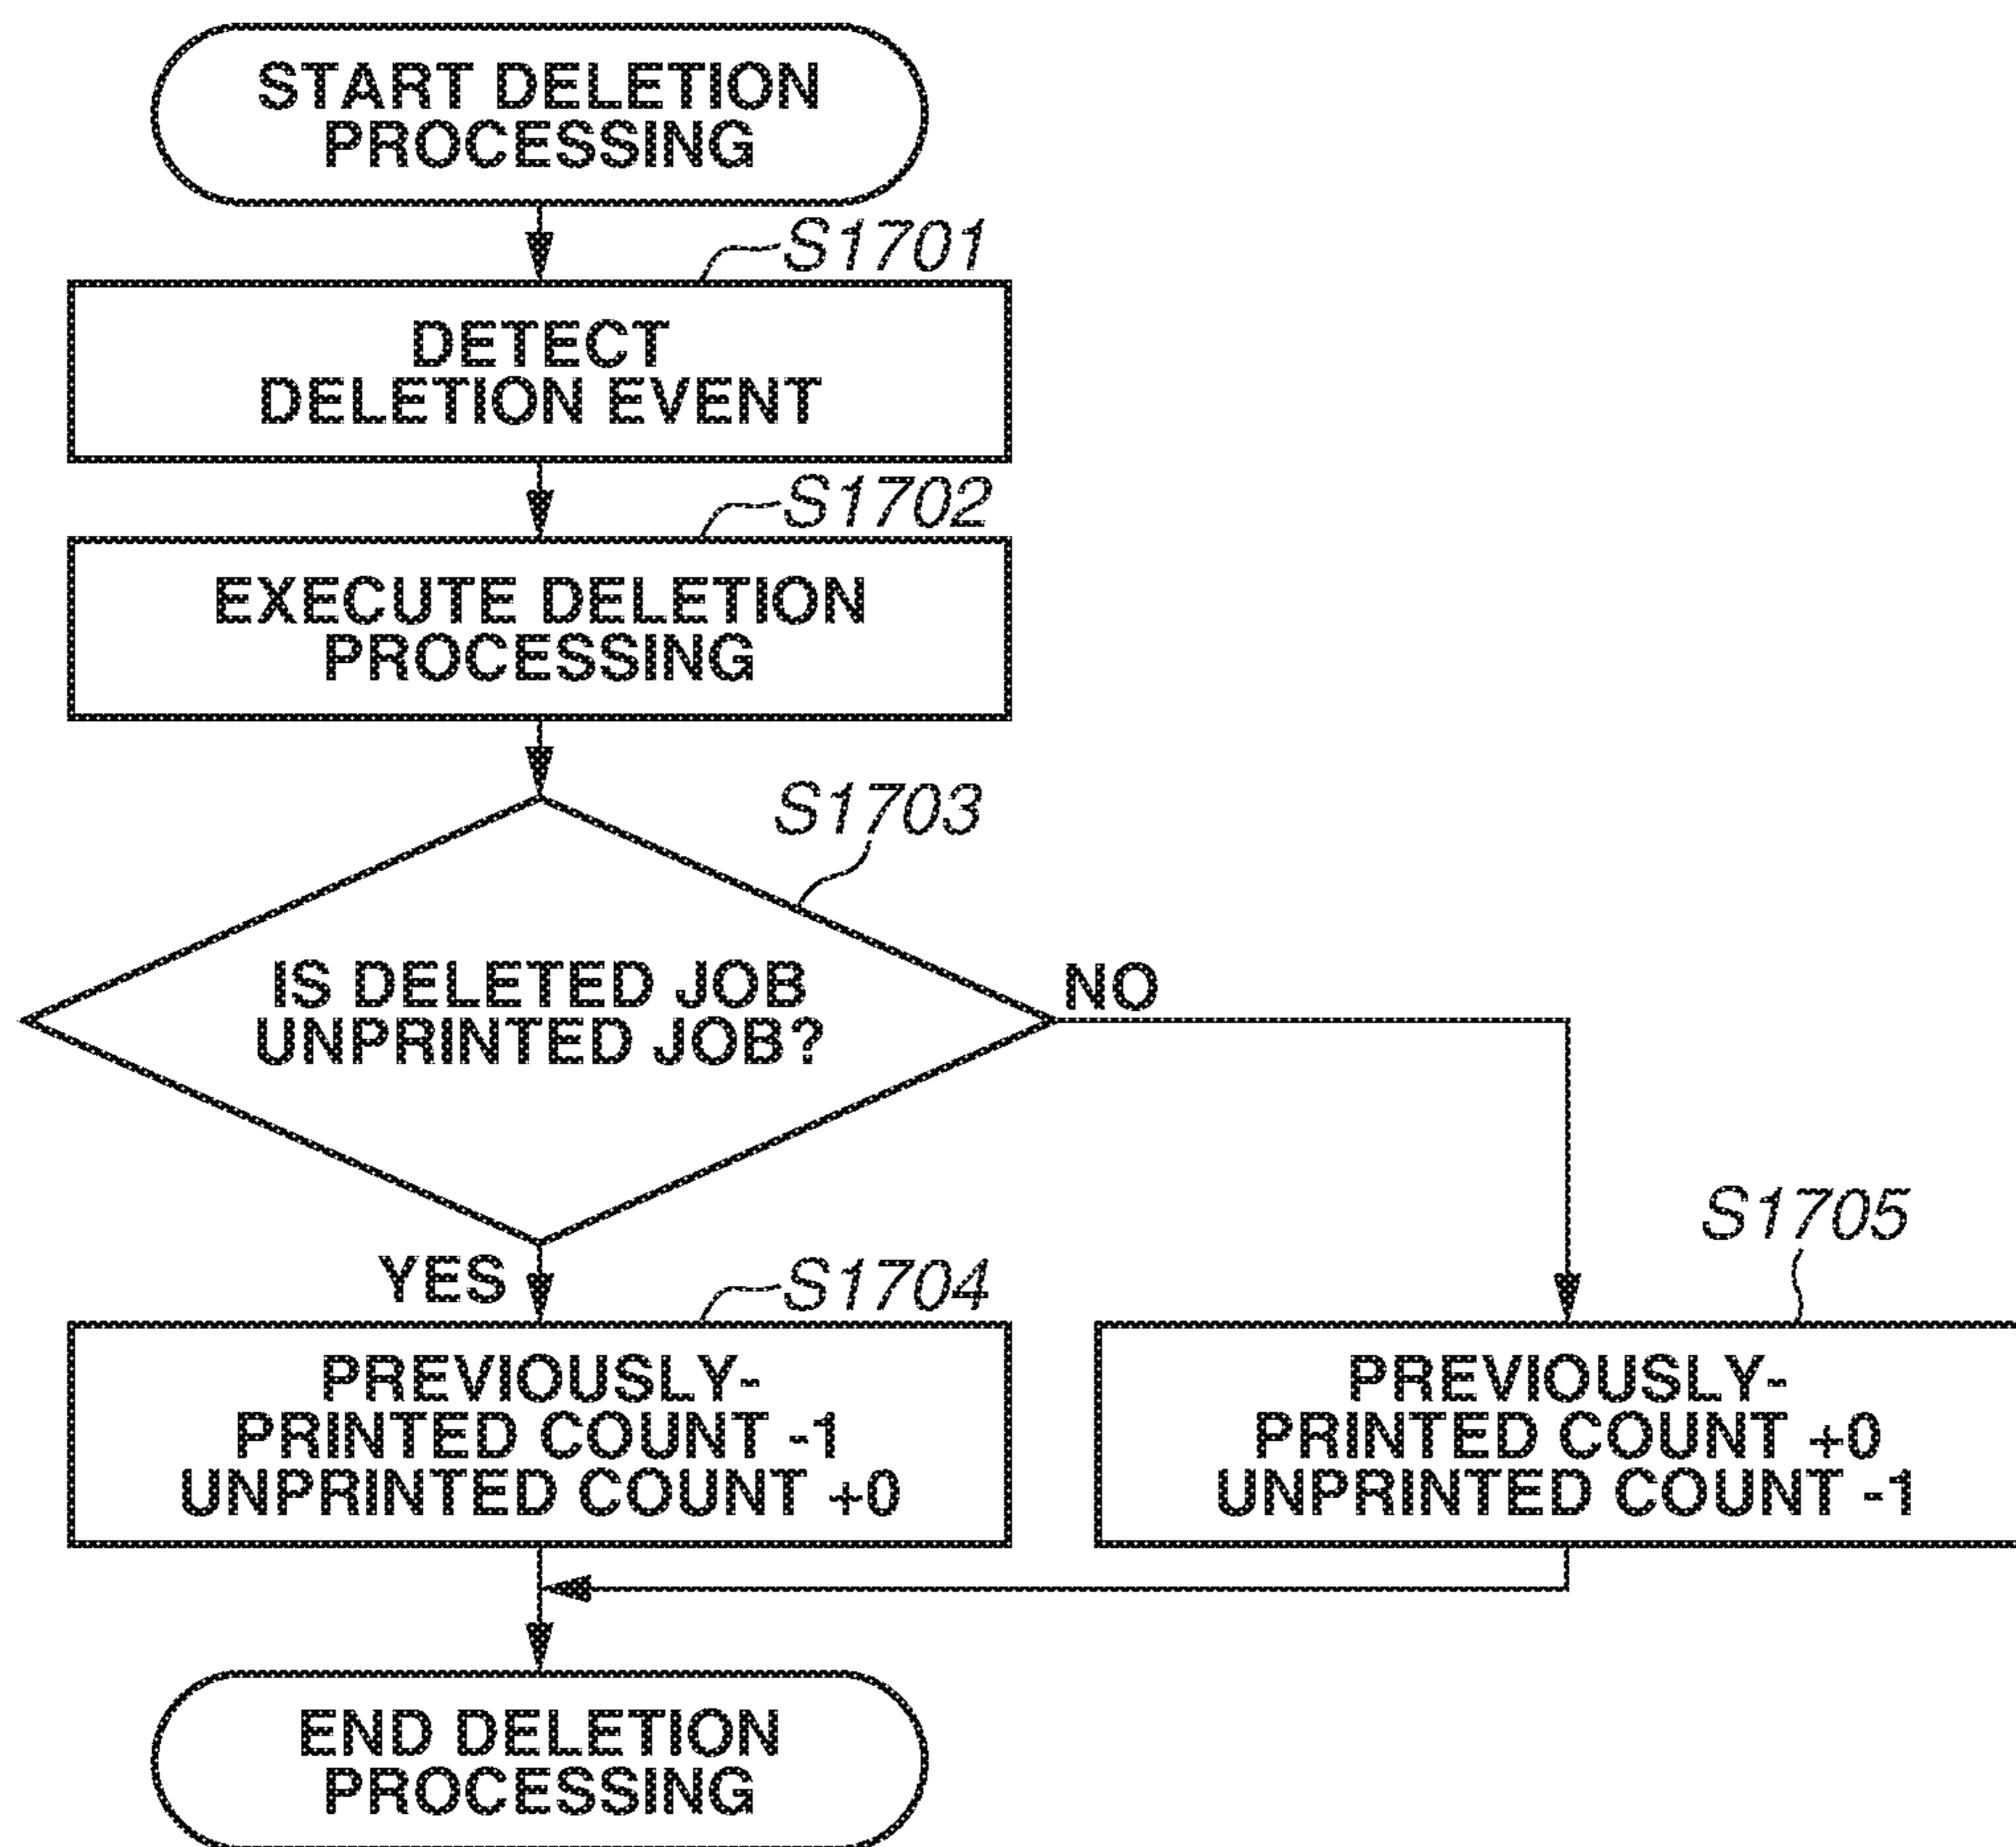 START DELETION
PROCESSING
S1701
DETECT
DELETION EVENT
S1702
EXECUTE DELETION
PROCESSING
S1703
IS DELETED JOB
UNPRINTED JOB?
NO
YES
S1704
PREVIOUSLY-
PRINTED COUNT -1
UNPRINTED COUNT +0
S1705
PREVIOUSLY-
PRINTED COUNT +0
UNPRINTED COUNT -1
END DELETION
PROCESSING